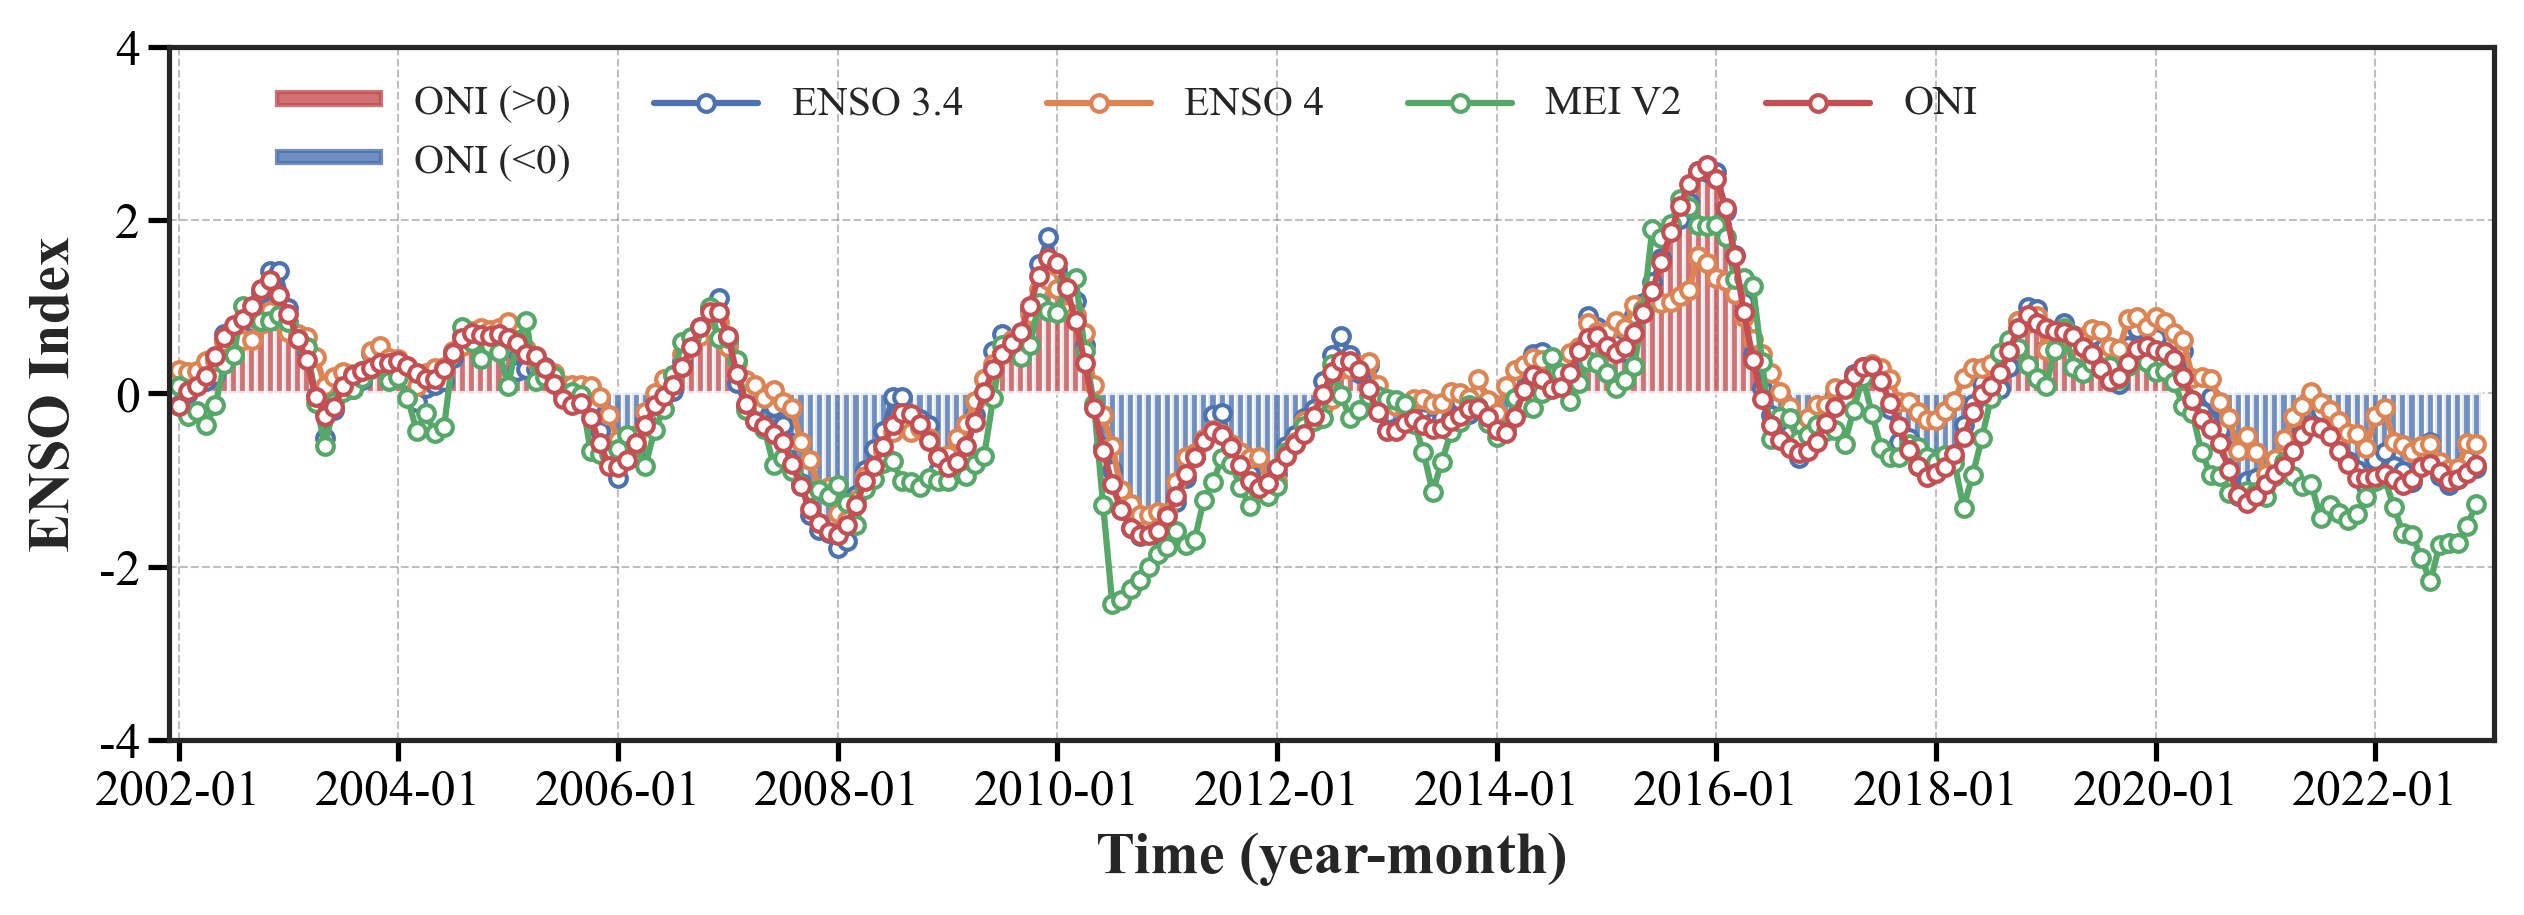 4
2
0
-2
-4
ENSO Index
ONI (>0)
ONI (<0)
ENSO 3.4
ENSO 4
MEI V2
ONI
2002-01 2004-01 2006-01 2008-01 2010-01 2012-01 2014-01 2016-01 2018-01 2020-01 2022-01
Time (year-month)